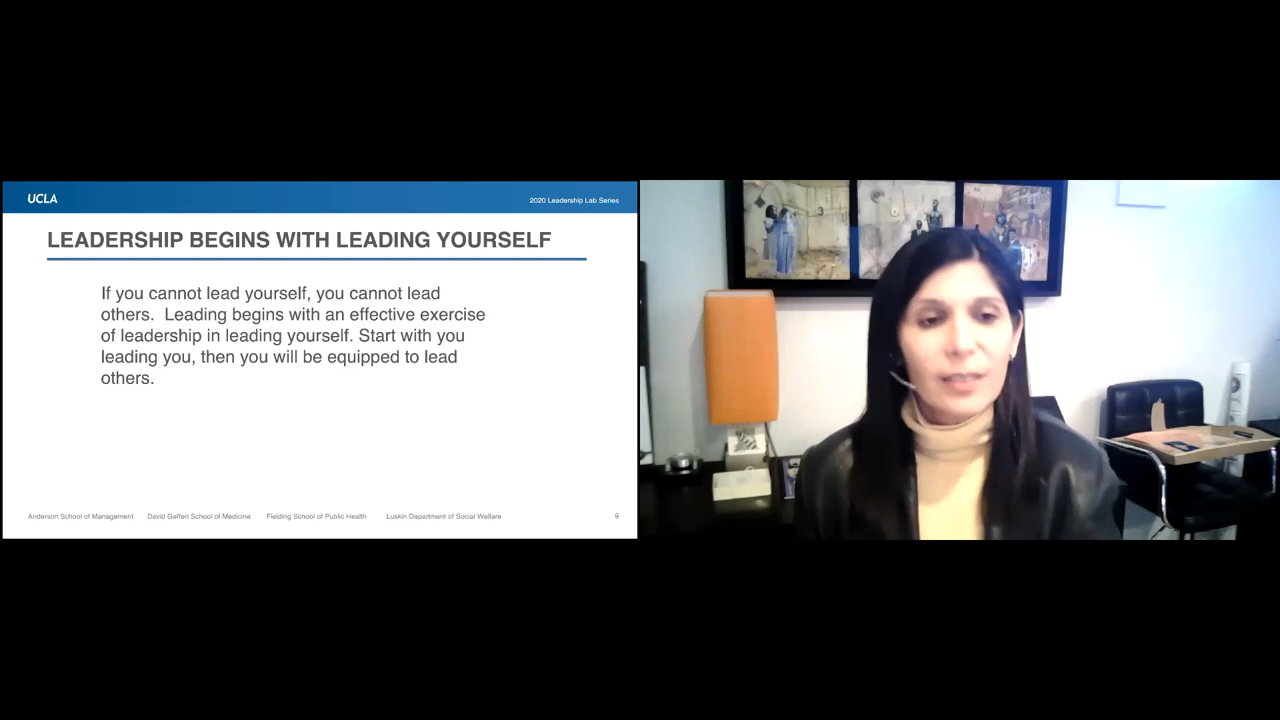 UCLA
2020 Leadership Lab Series
LEADERSHIP BEGINS WITH LEADING YOURSELF
If you cannot lead yourself, you cannot lead
others.  Leading begins with an effective exercise
of leadership in leading yourself. Start with you
leading you, then you will be equipped to lead
others.
Anderson School of Management David Geffen School of Medicine Fielding School of Public Health Luskin Department of Social Welfare 9
3